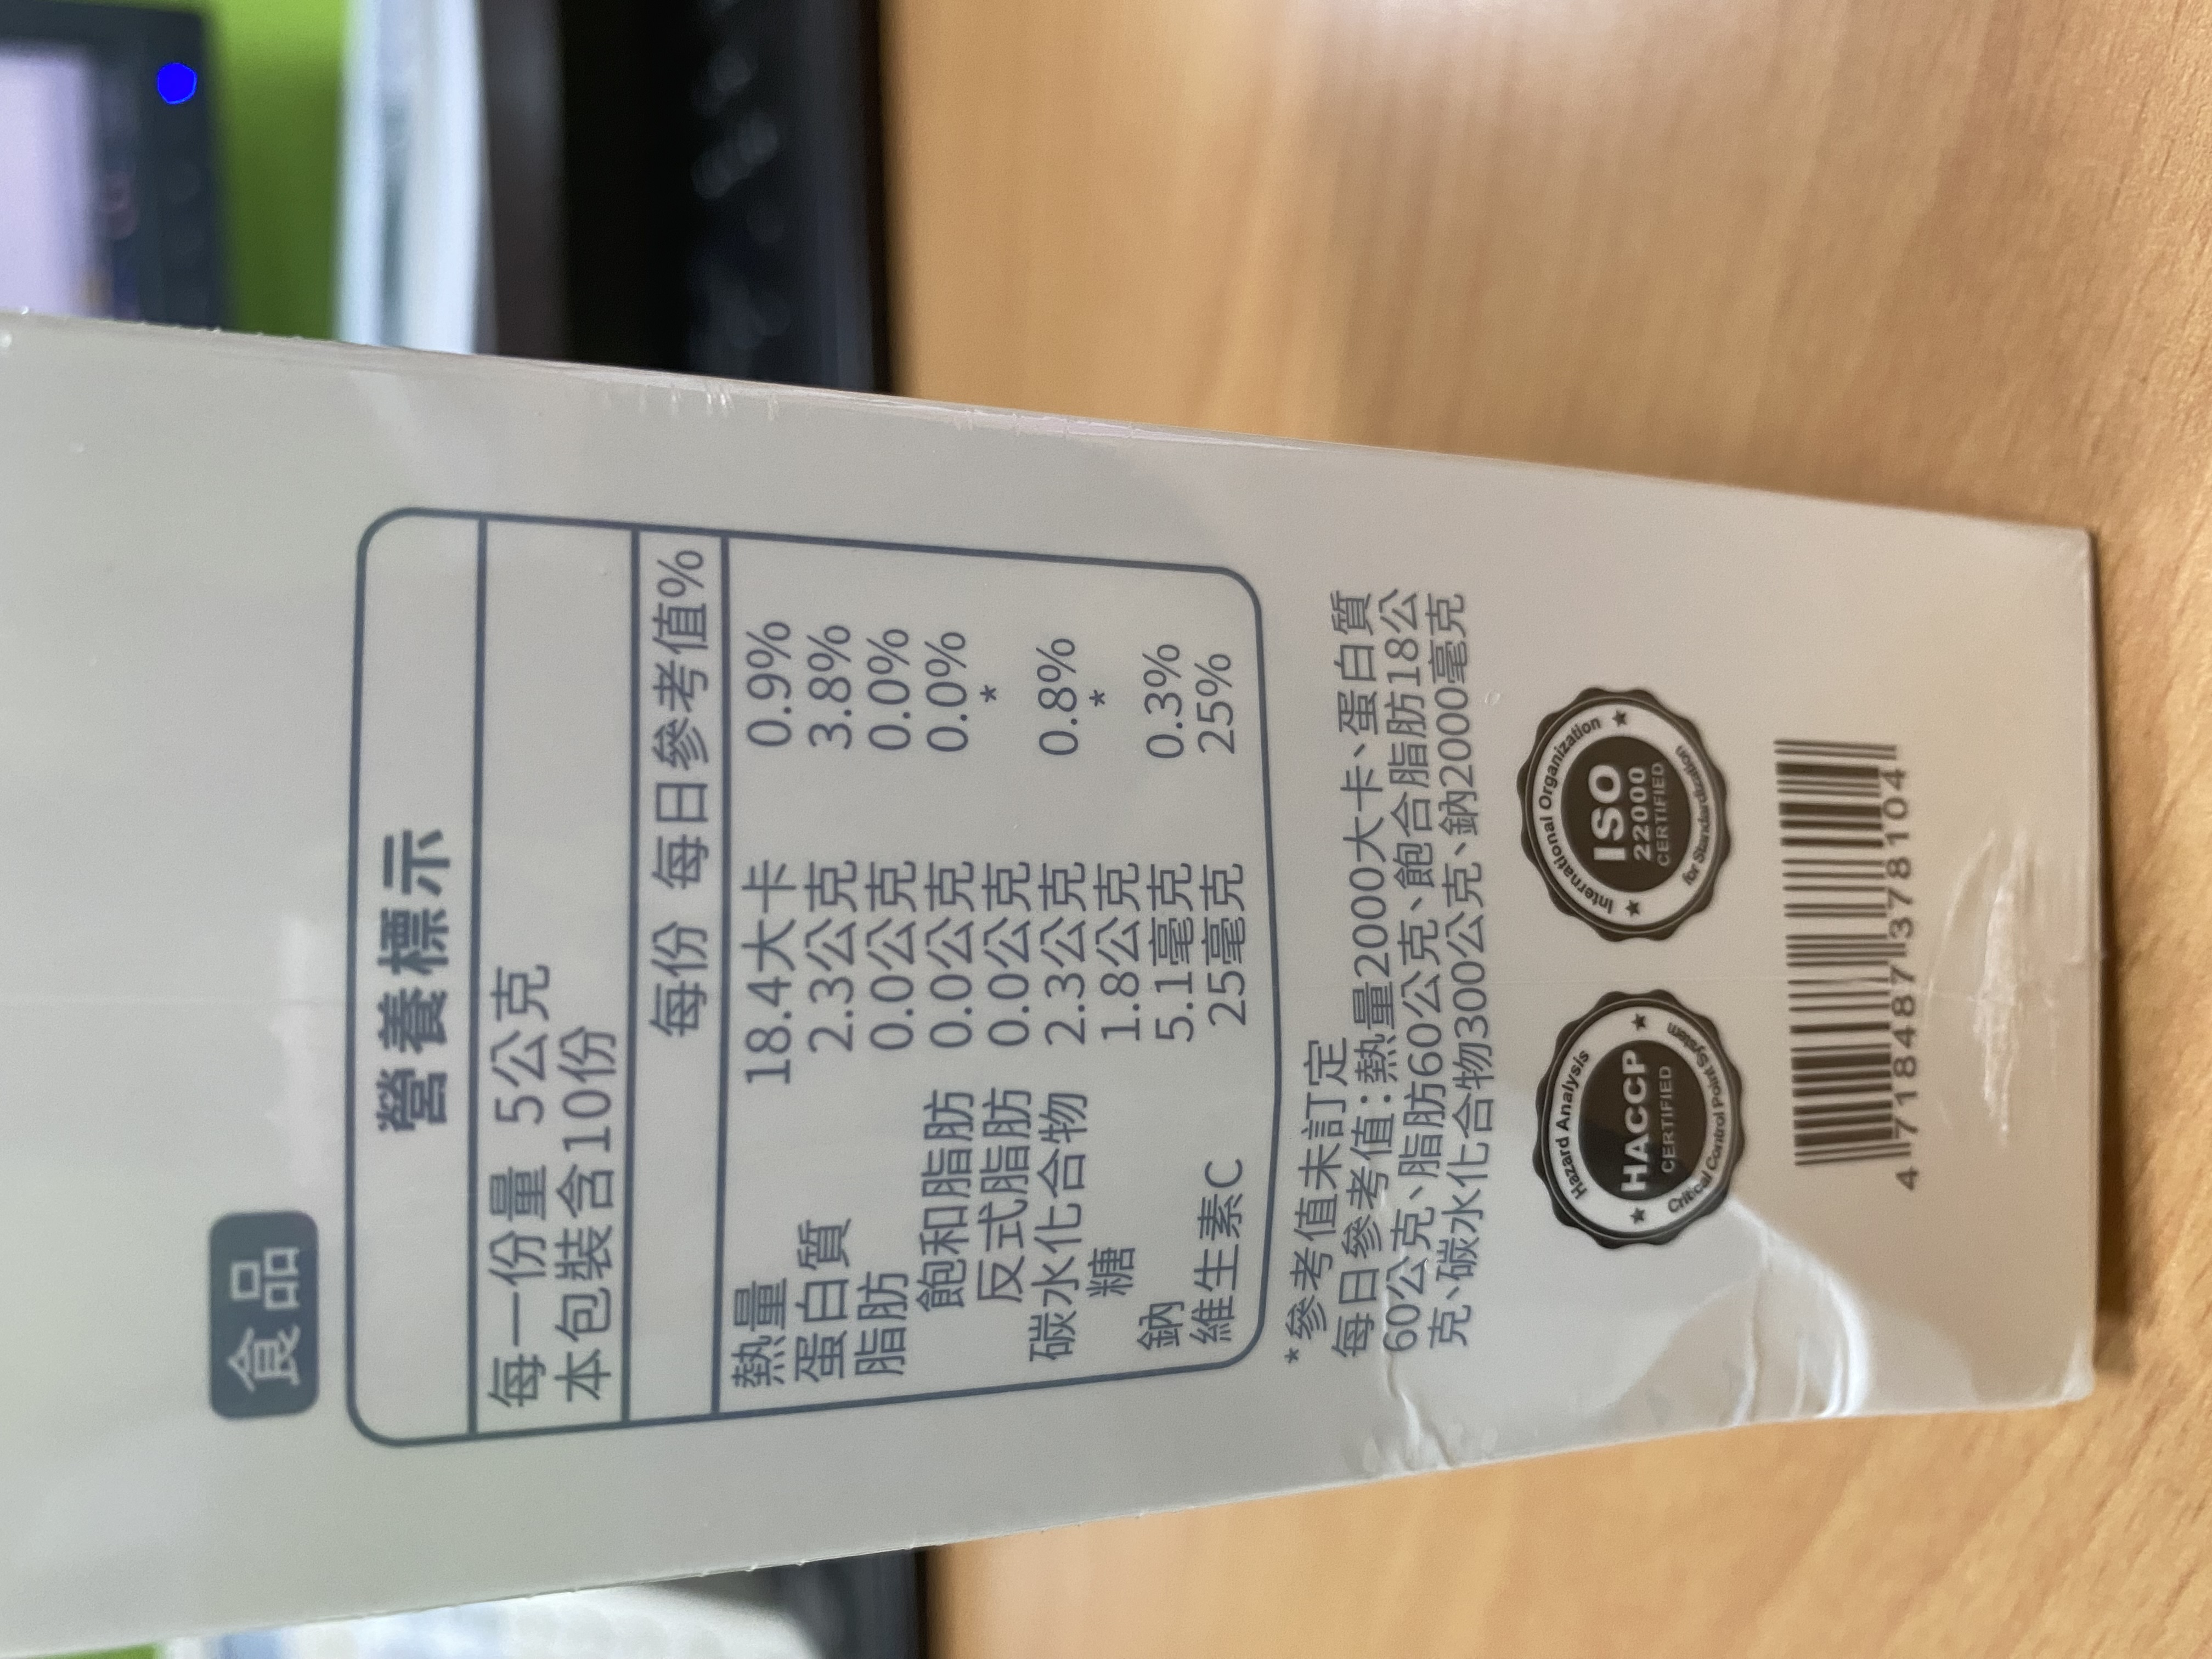 食品
營養標示
每一份量 5公克
本包裝含10份
每份 每日參考值%
熱量 18.4大卡 0.9%
蛋白質 2.3公克 3.8%
脂肪 0.0公克 0.0%
飽和脂肪 0.0公克 0.0%
反式脂肪 0.0公克 *
碳水化合物 2.3公克 0.8%
糖 1.8公克 *
鈉 5.1毫克 0.3%
維生素C 25毫克 25%
*參考值未訂定
每日參考值:熱量2000大卡、蛋白質
60公克、脂肪60公克、飽合脂肪18公
克、碳水化合物300公克、鈉2000毫克
Hazard Analysis
HACCP
CERTIFIED
Critical Control Point System
International Organization
ISO
22000
CERTIFIED
for Standardization
4 718487 378104